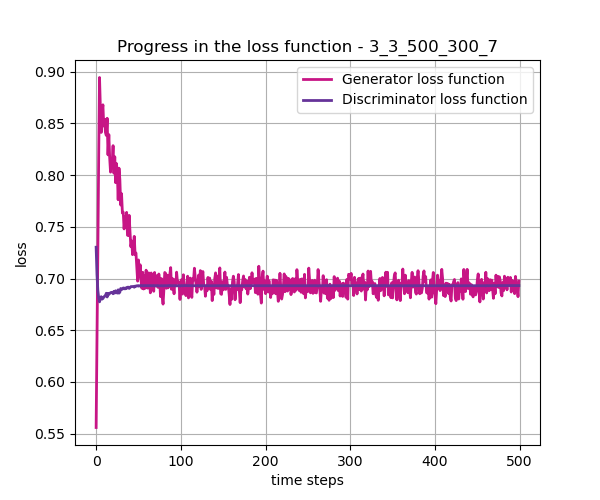 Progress in the loss function - 3_3_500_300_7
Generator loss function
Discriminator loss function
0.90
0.85
0.80
0.75
0.70
0.65
0.60
0.55
loss
0 100 200 300 400 500
time steps